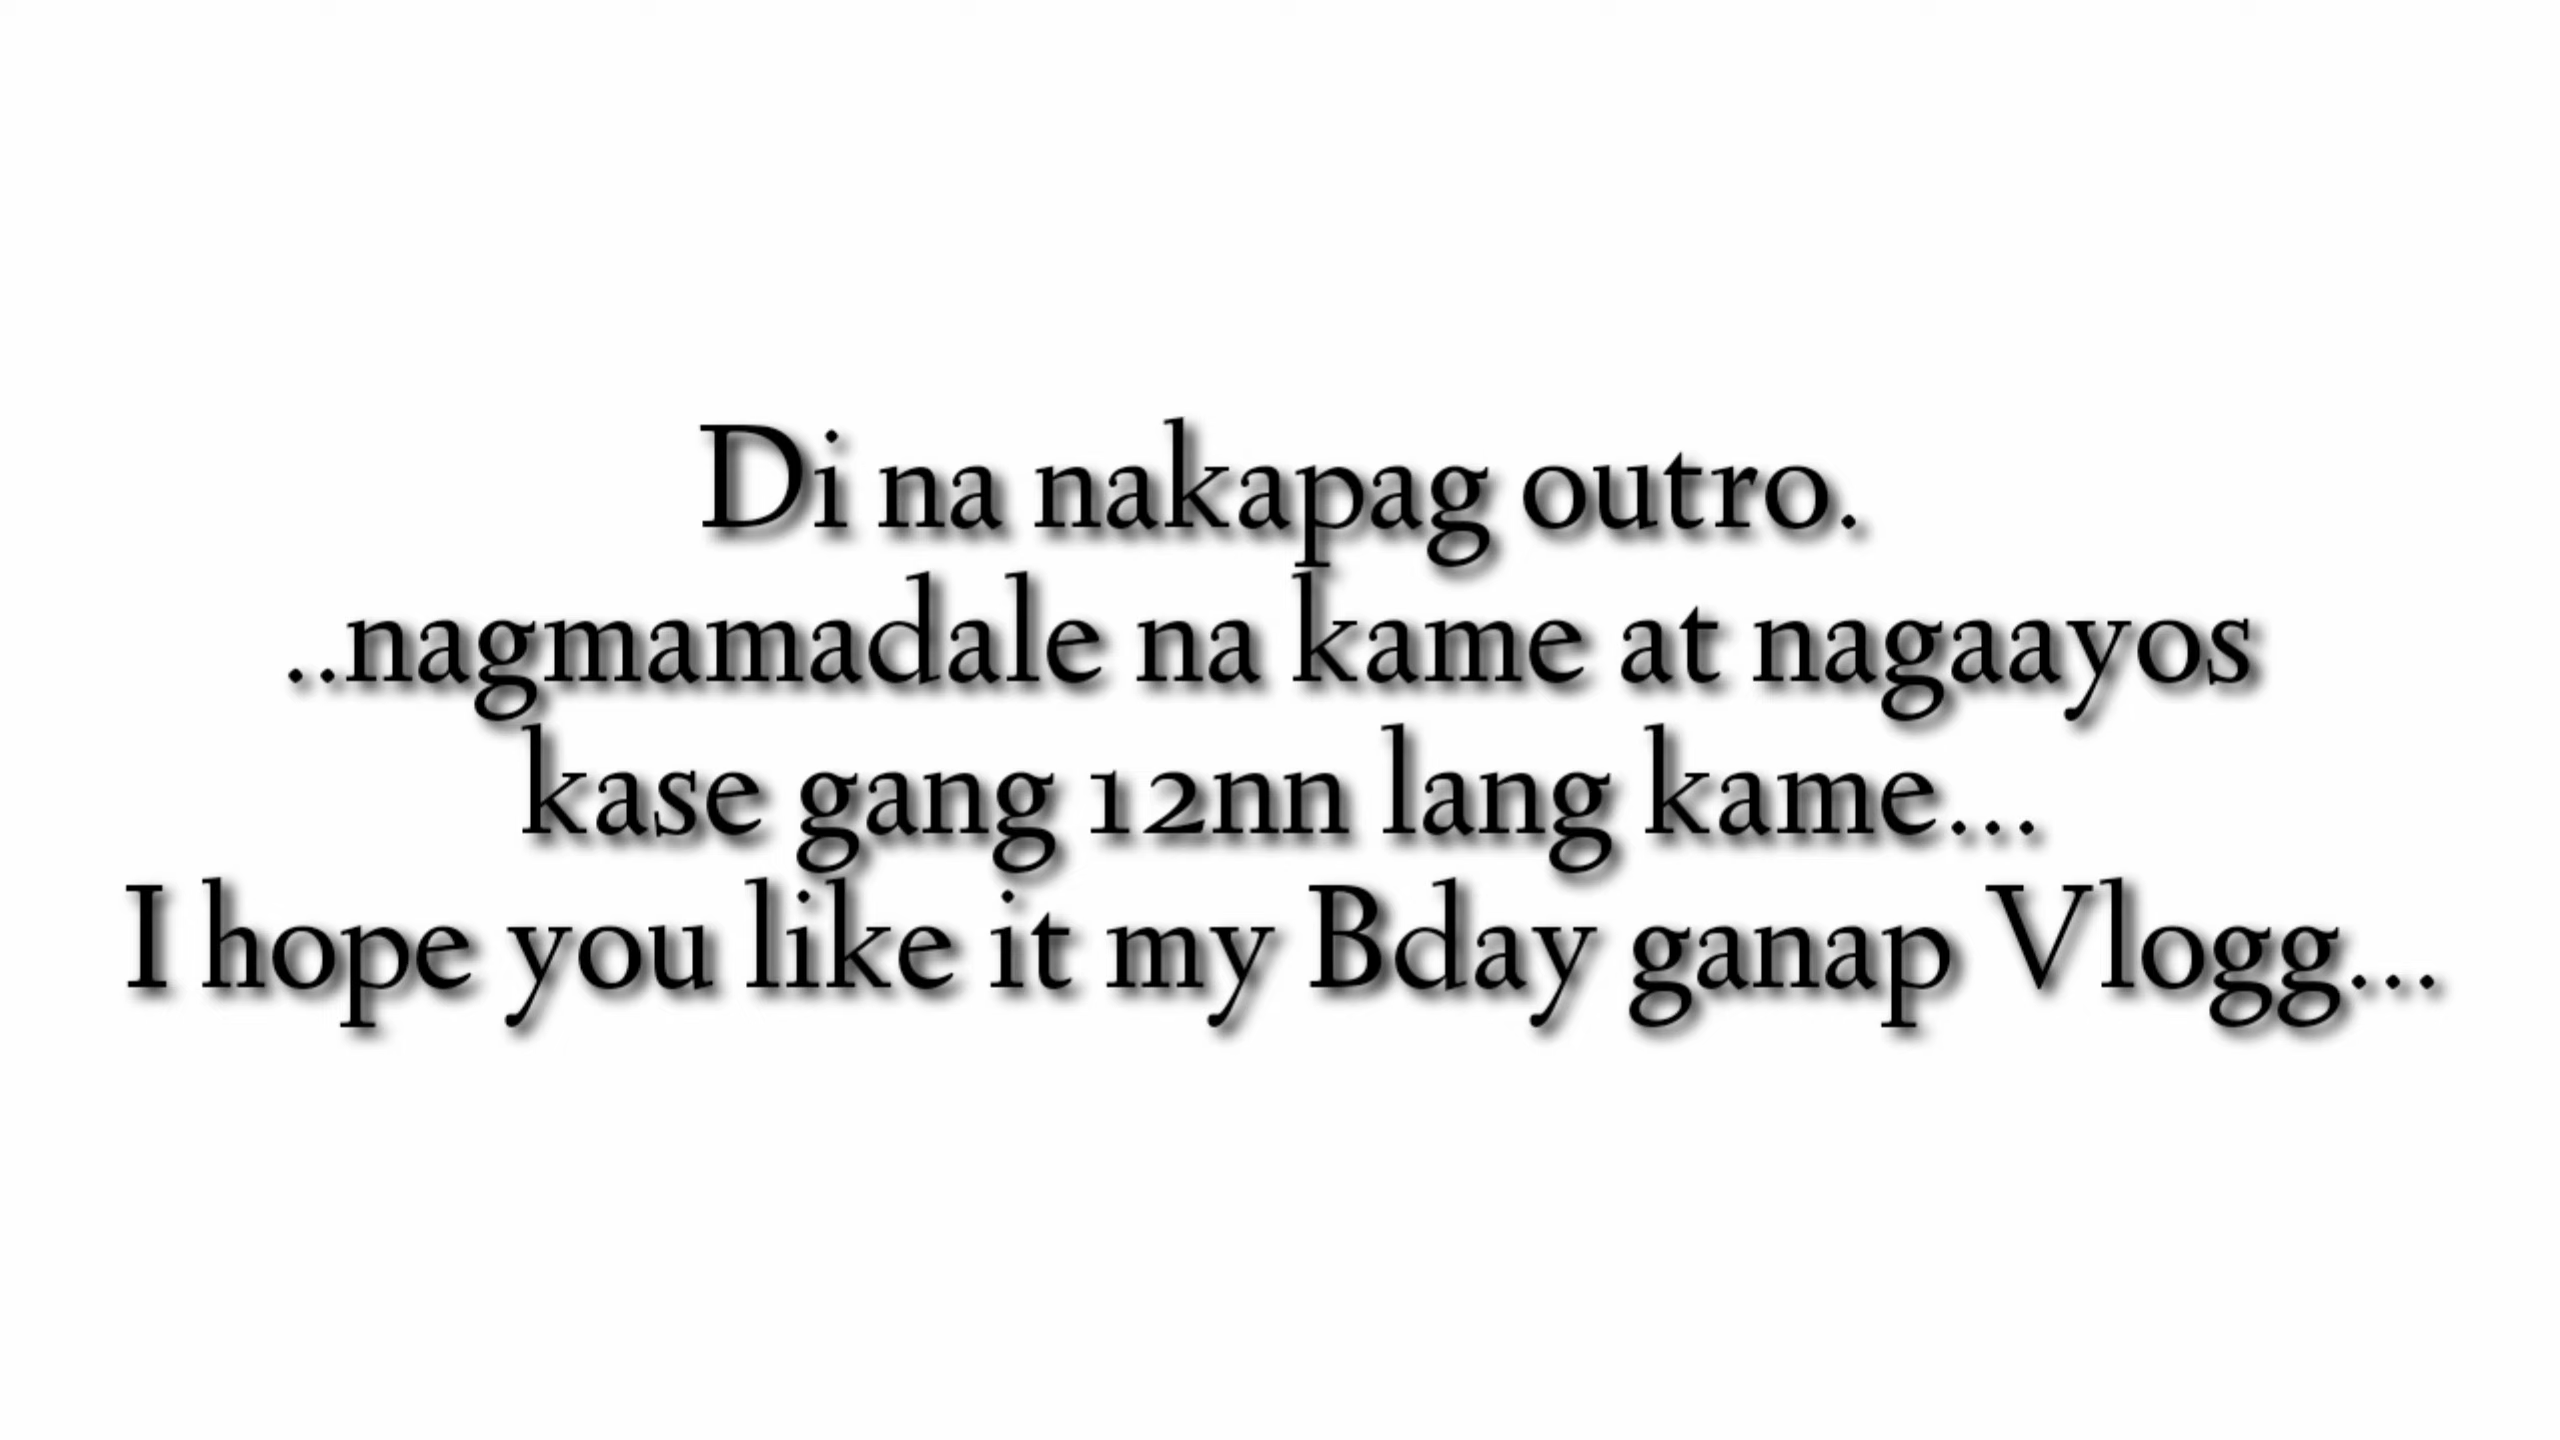 Di na nakapag outro.
..nagmamadale na kame at nagaayos
kase gang 12nn lang kame...
I hope you like it my Bday ganap Vlogg...